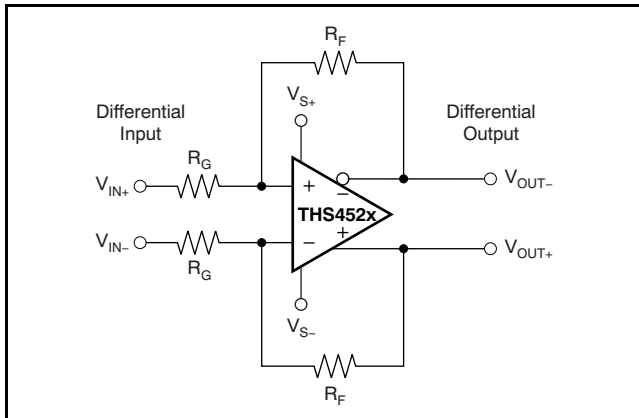 R_F
V_S+
Differential
Input
Differential
Output
R_G
V_IN+
+
−
V_OUT−
THS452x
V_IN−
−
+
V_OUT+
R_G
V_S−
R_F